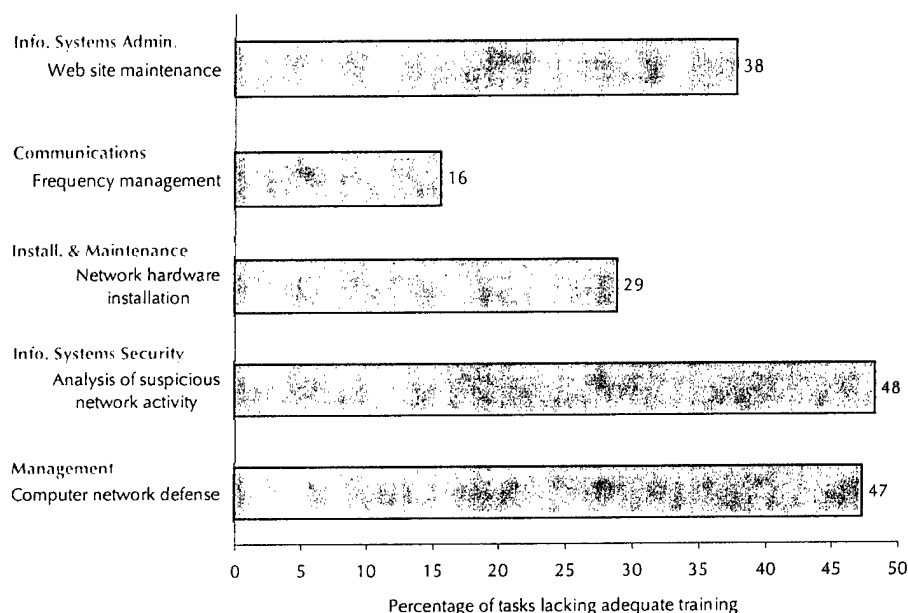 Info. Systems Admin.
Web site maintenance
38
Communications
Frequency management
16
Install. & Maintenance
Network hardware
installation
29
Info. Systems Security
Analysis of suspicious
network activity
48
Management
Computer network defense
47
0 5 10 15 20 25 30 35 40 45 50
Percentage of tasks lacking adequate training